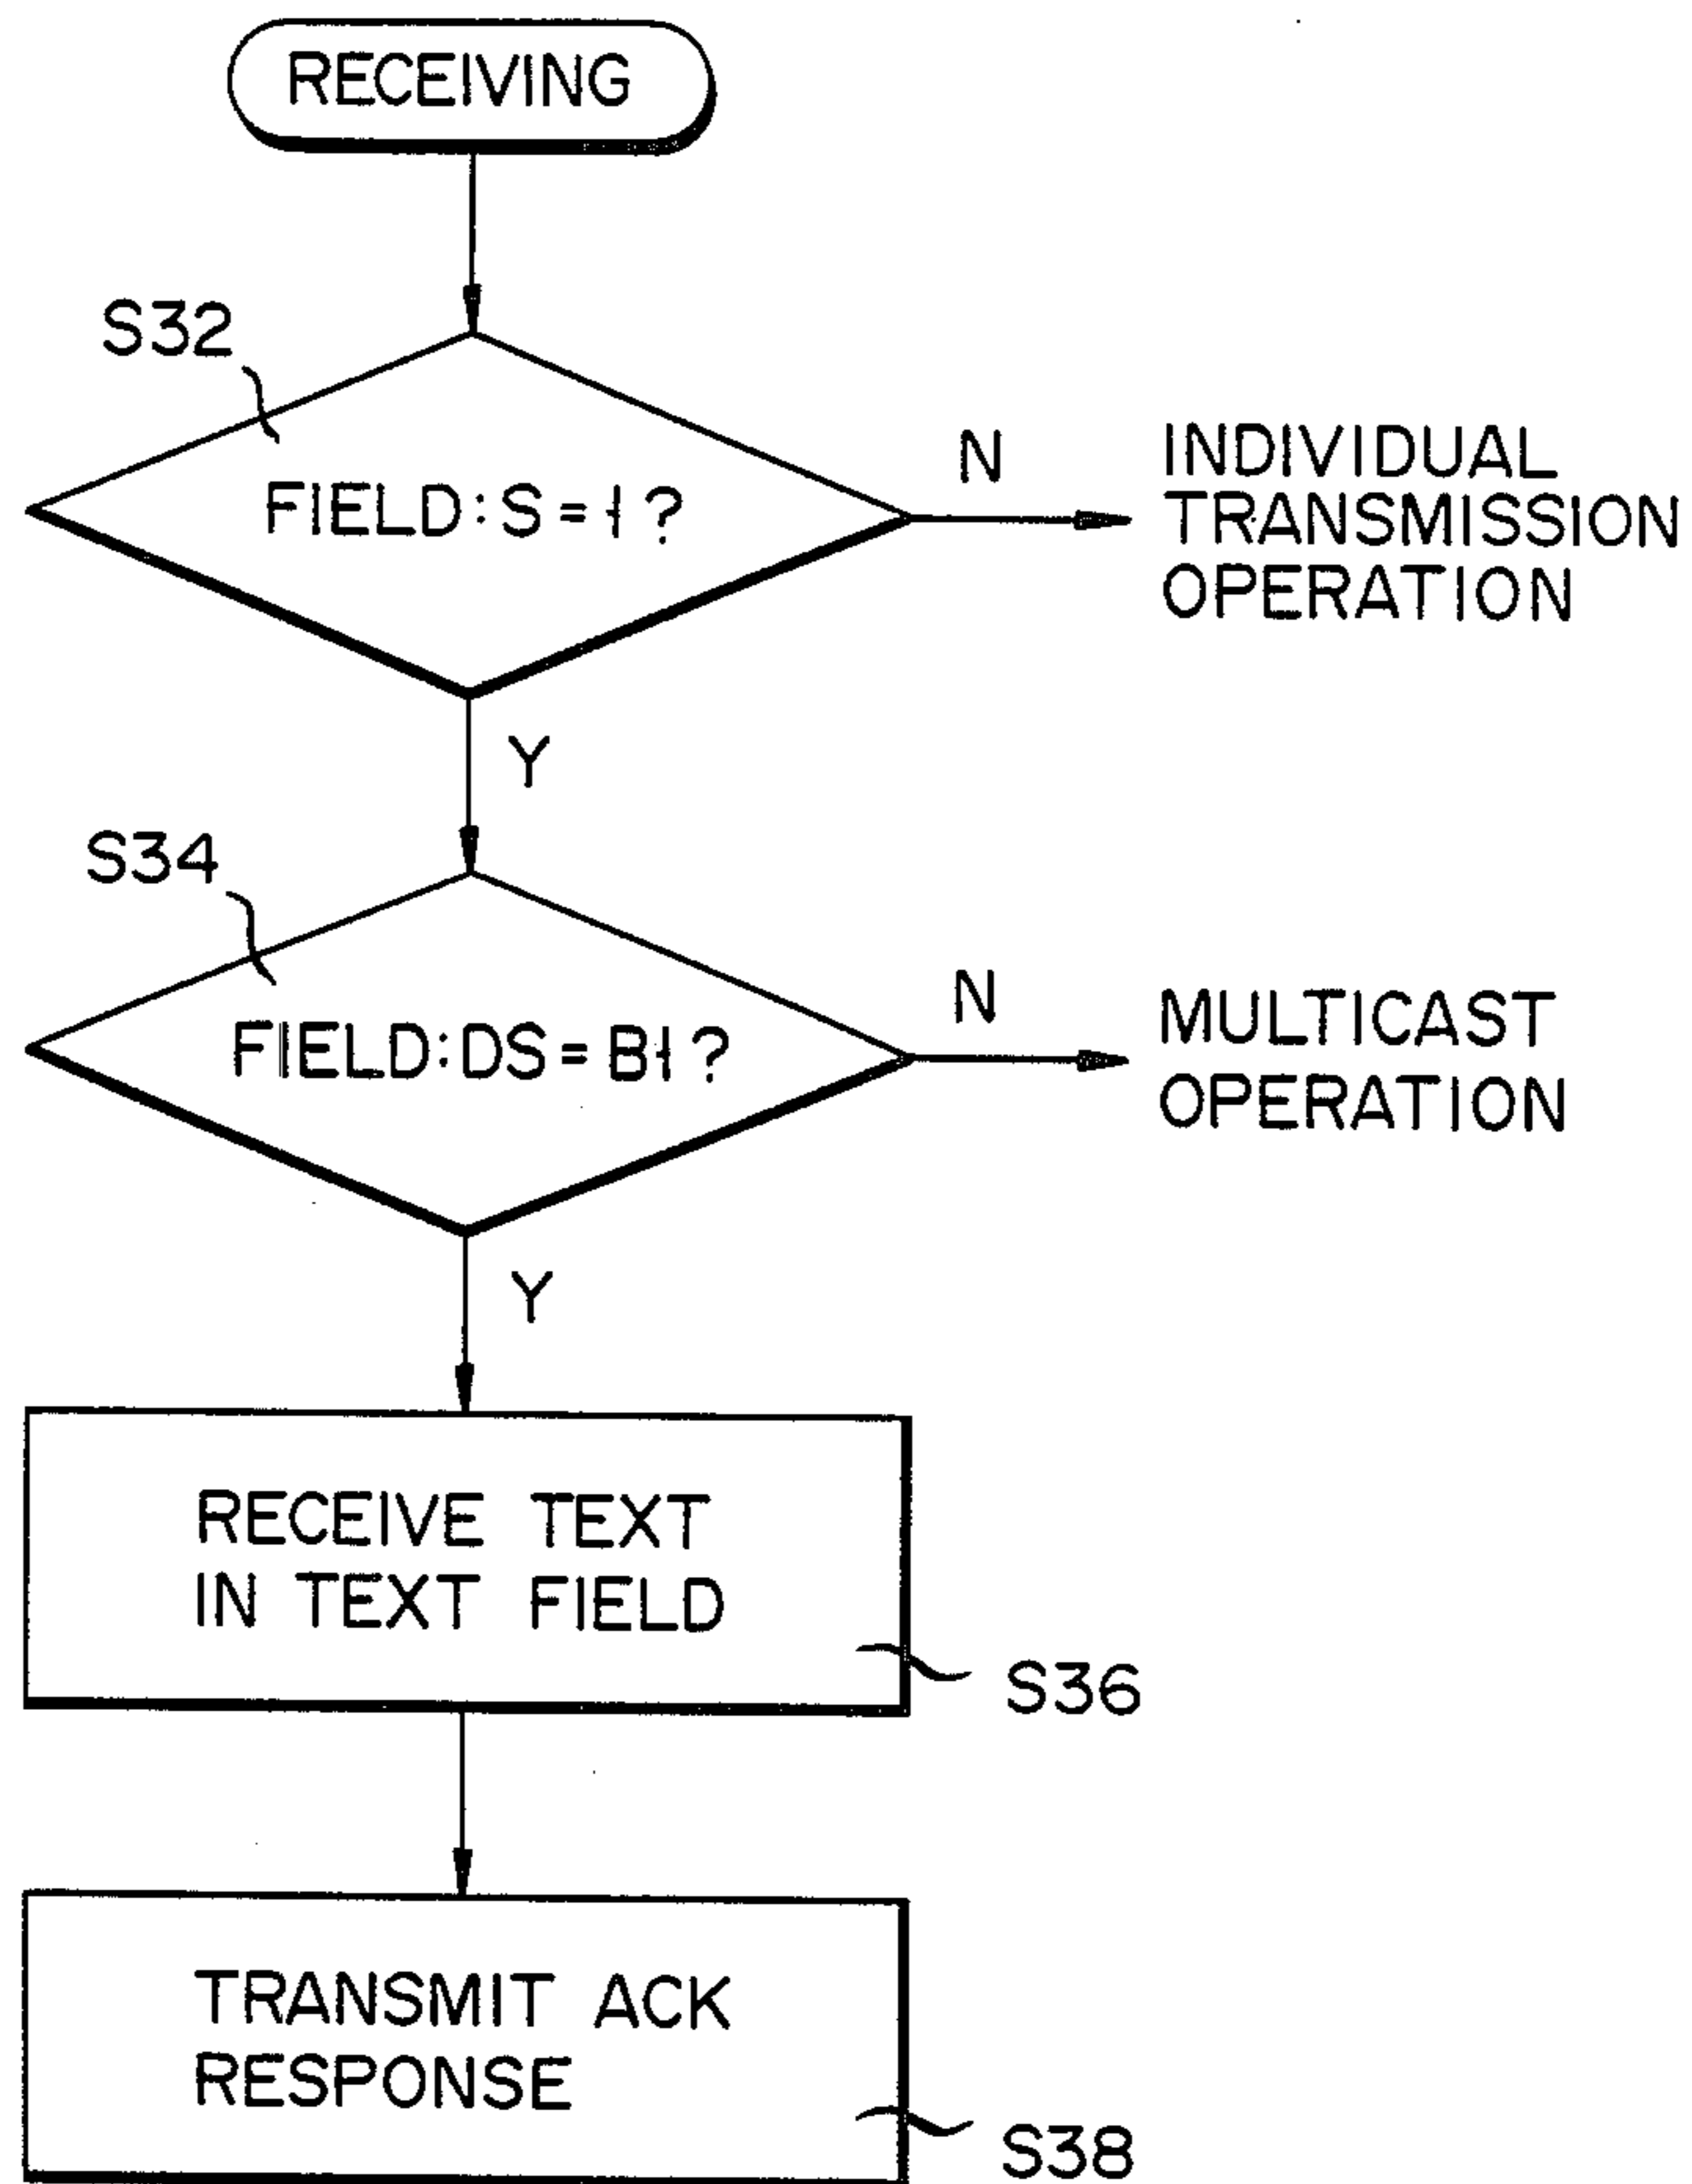 RECEIVING
S32
FIELD:S=1?
N
INDIVIDUAL
TRANSMISSION
OPERATION
Y
S34
FIELD:DS=B1?
N
MULTICAST
OPERATION
Y
RECEIVE TEXT
IN TEXT FIELD
S36
TRANSMIT ACK
RESPONSE
S38